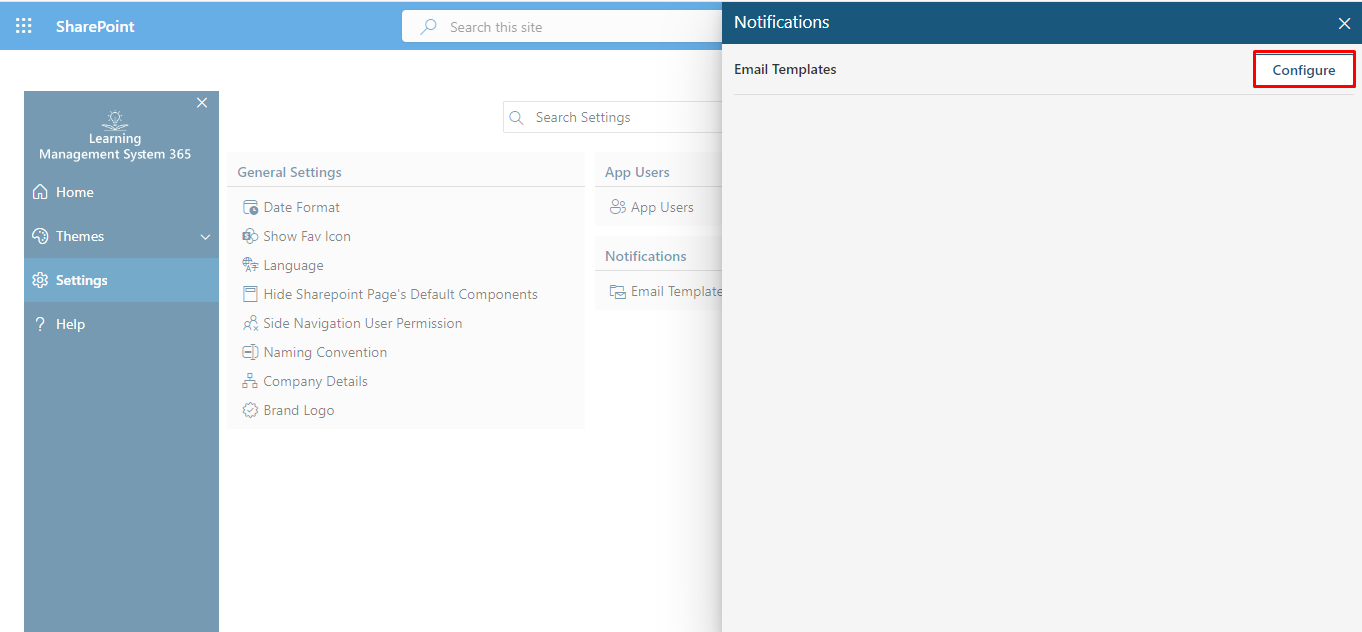 SharePoint
Search this site
Notifications
Email Templates
Configure
Learning
Management System 365
Home
Themes
Settings
Help
Search Settings
General Settings
Date Format
Show Fav Icon
Language
Hide Sharepoint Page's Default Components
Side Navigation User Permission
Naming Convention
Company Details
Brand Logo
App Users
App Users
Notifications
Email Template